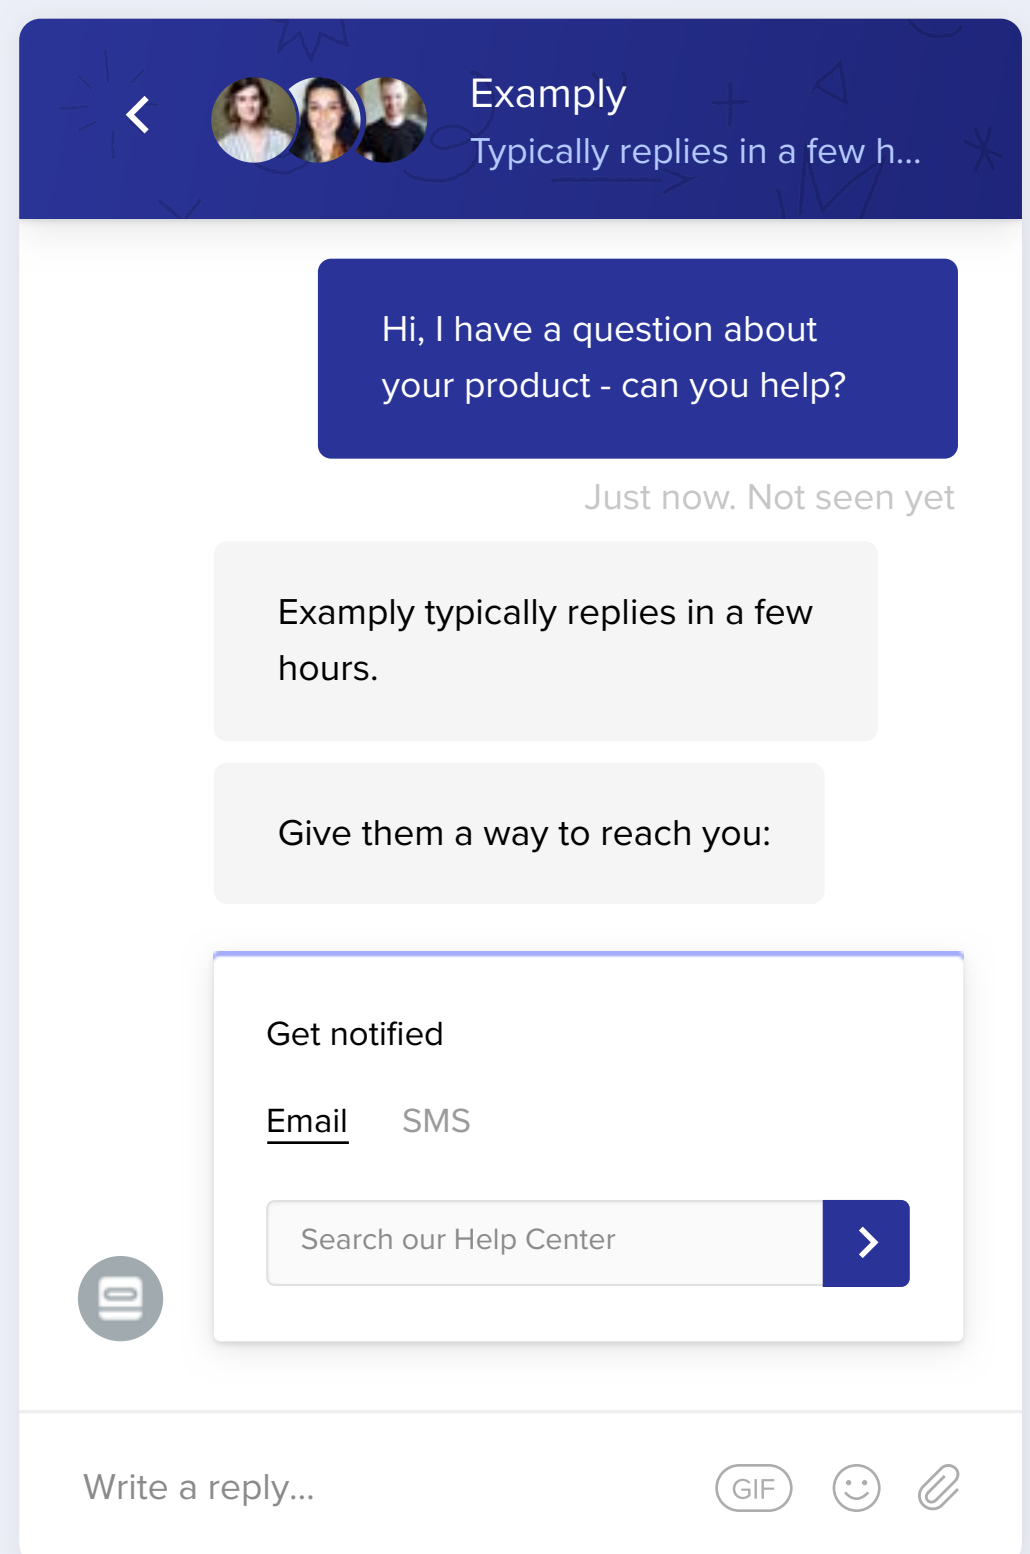 Examply
Typically replies in a few h...
Hi, I have a question about
your product - can you help?
Just now. Not seen yet
Examply typically replies in a few
hours.
Give them a way to reach you:
Get notified
Email SMS
Search our Help Center
Write a reply...
GIF